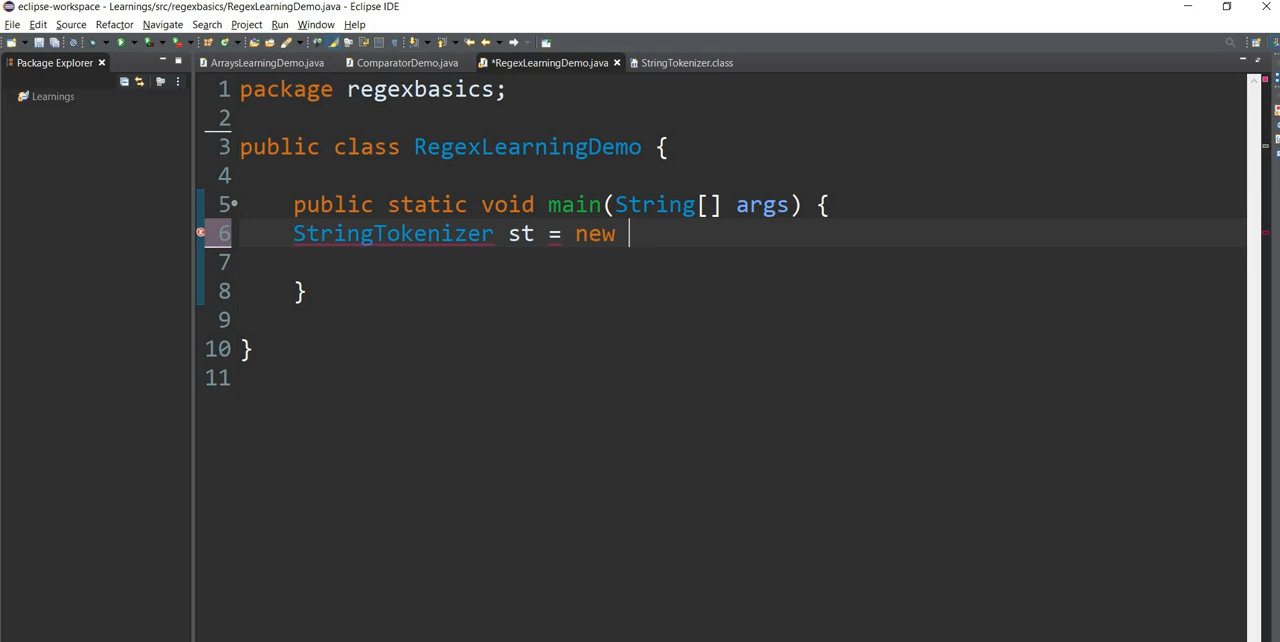 eclipse-workspace - Learnings/src/regexbasics/RegexLearningDemo.java - Eclipse IDE
File Edit Source Refactor Navigate Search Project Run Window Help
Package Explorer
ArraysLearningDemo.java ComparatorDemo.java *RegexLearningDemo.java StringTokenizer.class
Learnings
1 package regexbasics;
2
3 public class RegexLearningDemo {
4
5 public static void main(String[] args) {
6 StringTokenizer st = new
7
8 }
9
10 }
11